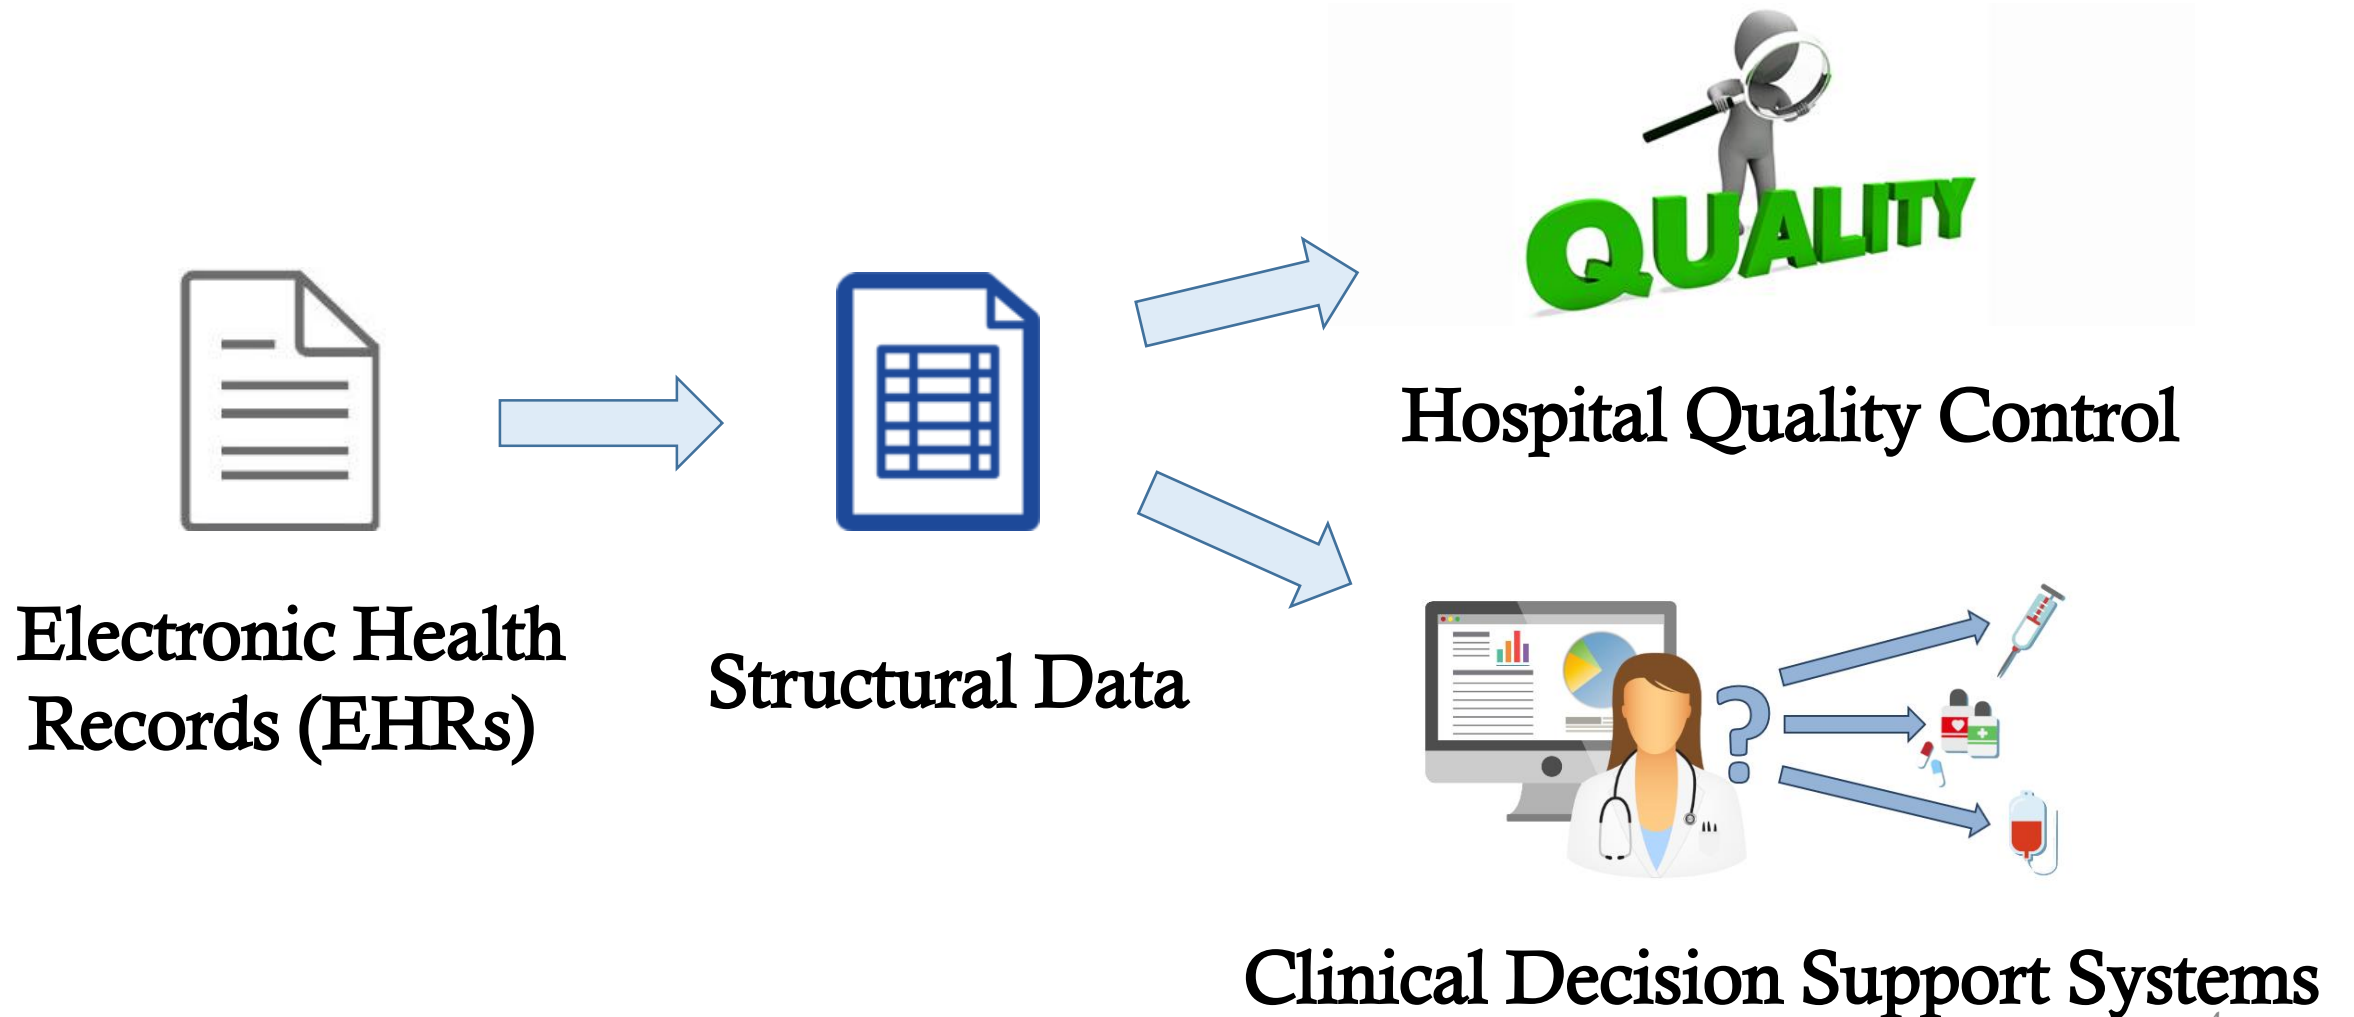 QUALITY
Hospital Quality Control
Electronic Health
Records (EHRs)
Structural Data
?
Clinical Decision Support Systems